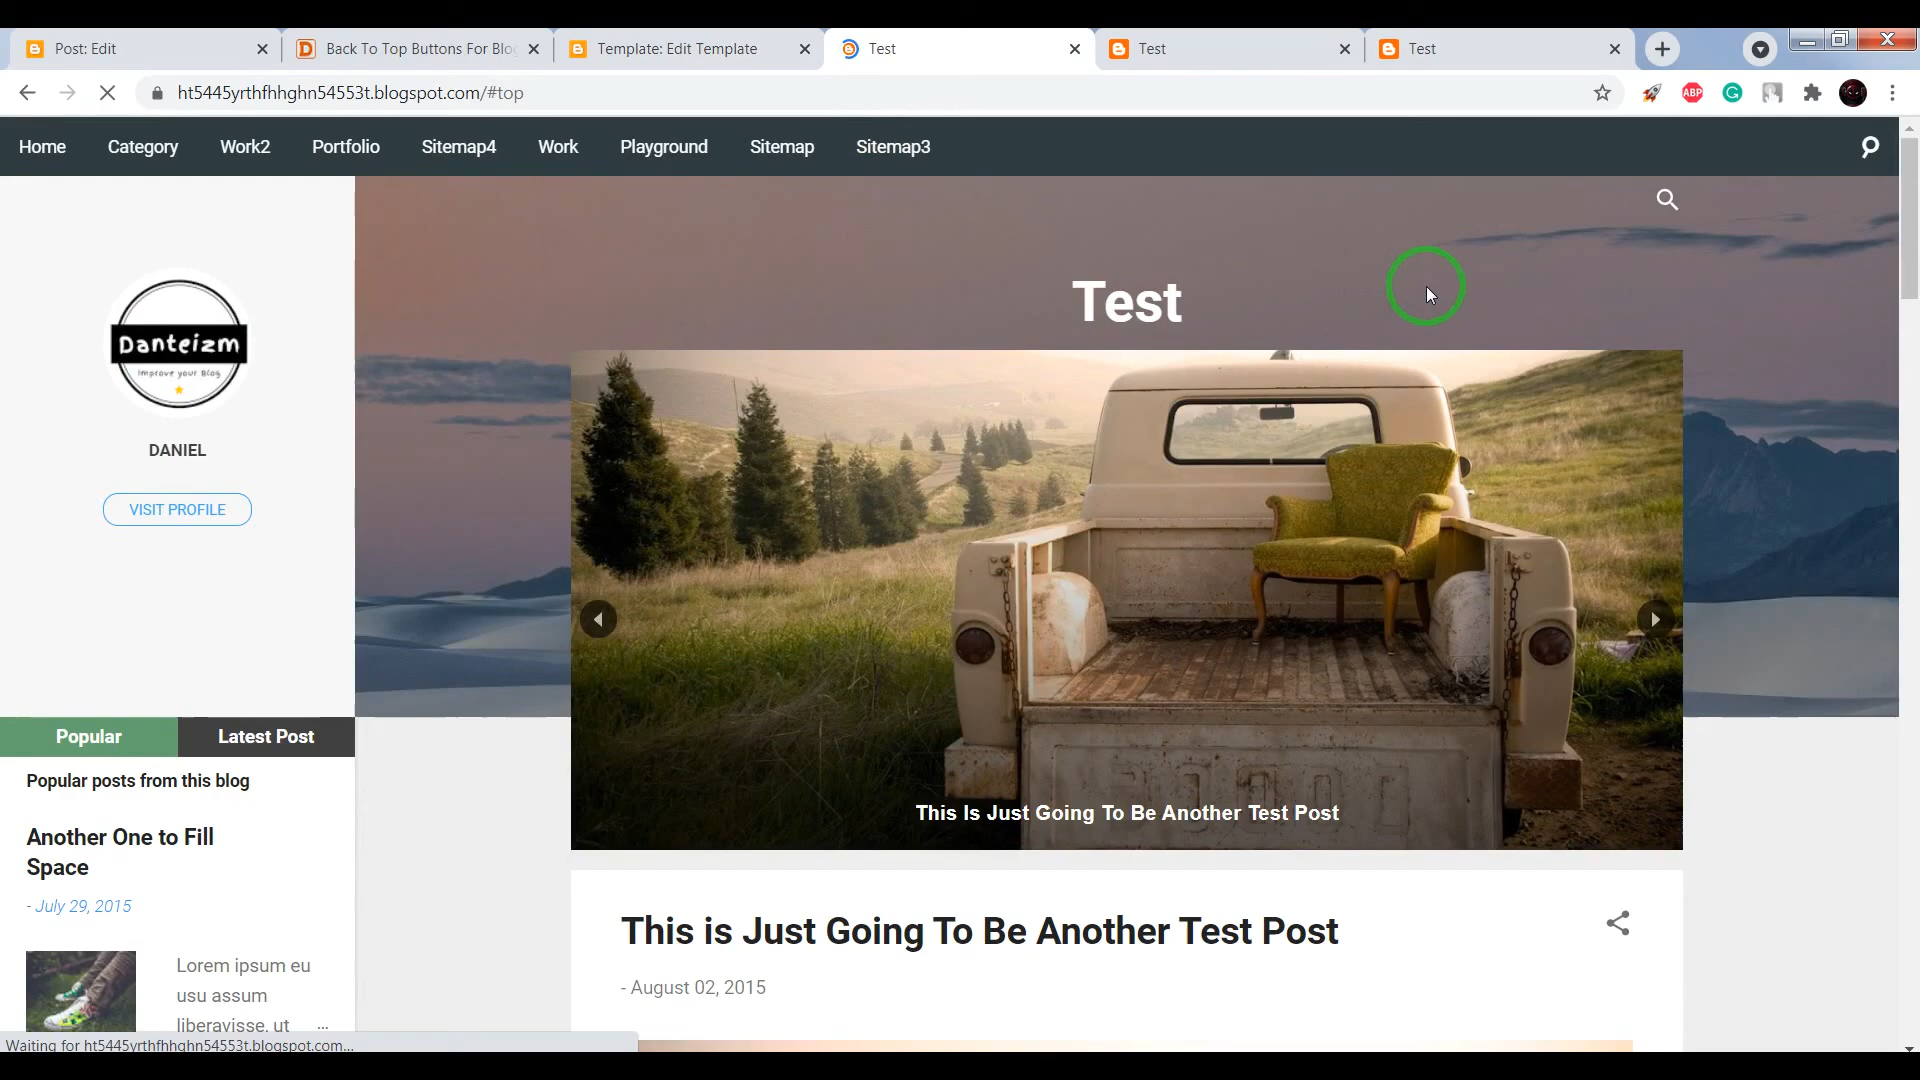 Post: Edit
Back To Top Buttons For Blog
Template: Edit Template
Test
Test
Test
ht5445yrthfhhghn54553t.blogspot.com/#top
ABP
Home
Category
Work2
Portfolio
Sitemap4
Work
Playground
Sitemap
Sitemap3
Test
Danteizm
Improve your Blog
DANIEL
VISIT PROFILE
This Is Just Going To Be Another Test Post
Popular
Latest Post
Popular posts from this blog
Another One to Fill
Space
- July 29, 2015
Lorem ipsum eu
usu assum
liberavisse, ut ...
This is Just Going To Be Another Test Post
- August 02, 2015
Waiting for ht5445yrthfhhghn54553t.blogspot.com...